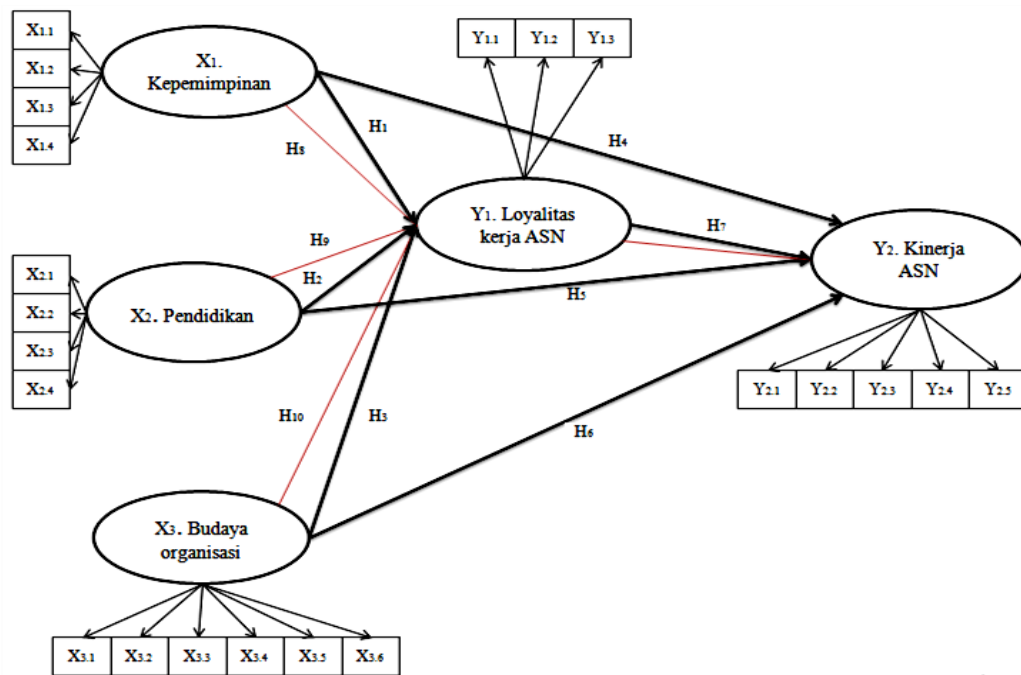 X1.1
X1.2
X1.3
X1.4
X1.
Kepemimpinan
Y1.1 Y1.2 Y1.3
H1
H8
H4
Y1. Loyalitas
kerja ASN
H7
Y2. Kinerja
ASN
H9
H2
H5
X2.1
X2.2
X2.3
X2.4
X2. Pendidikan
Y2.1 Y2.2 Y2.3 Y2.4 Y2.5
H10
H3
H6
X3. Budaya
organisasi
X3.1 X3.2 X3.3 X3.4 X3.5 X3.6